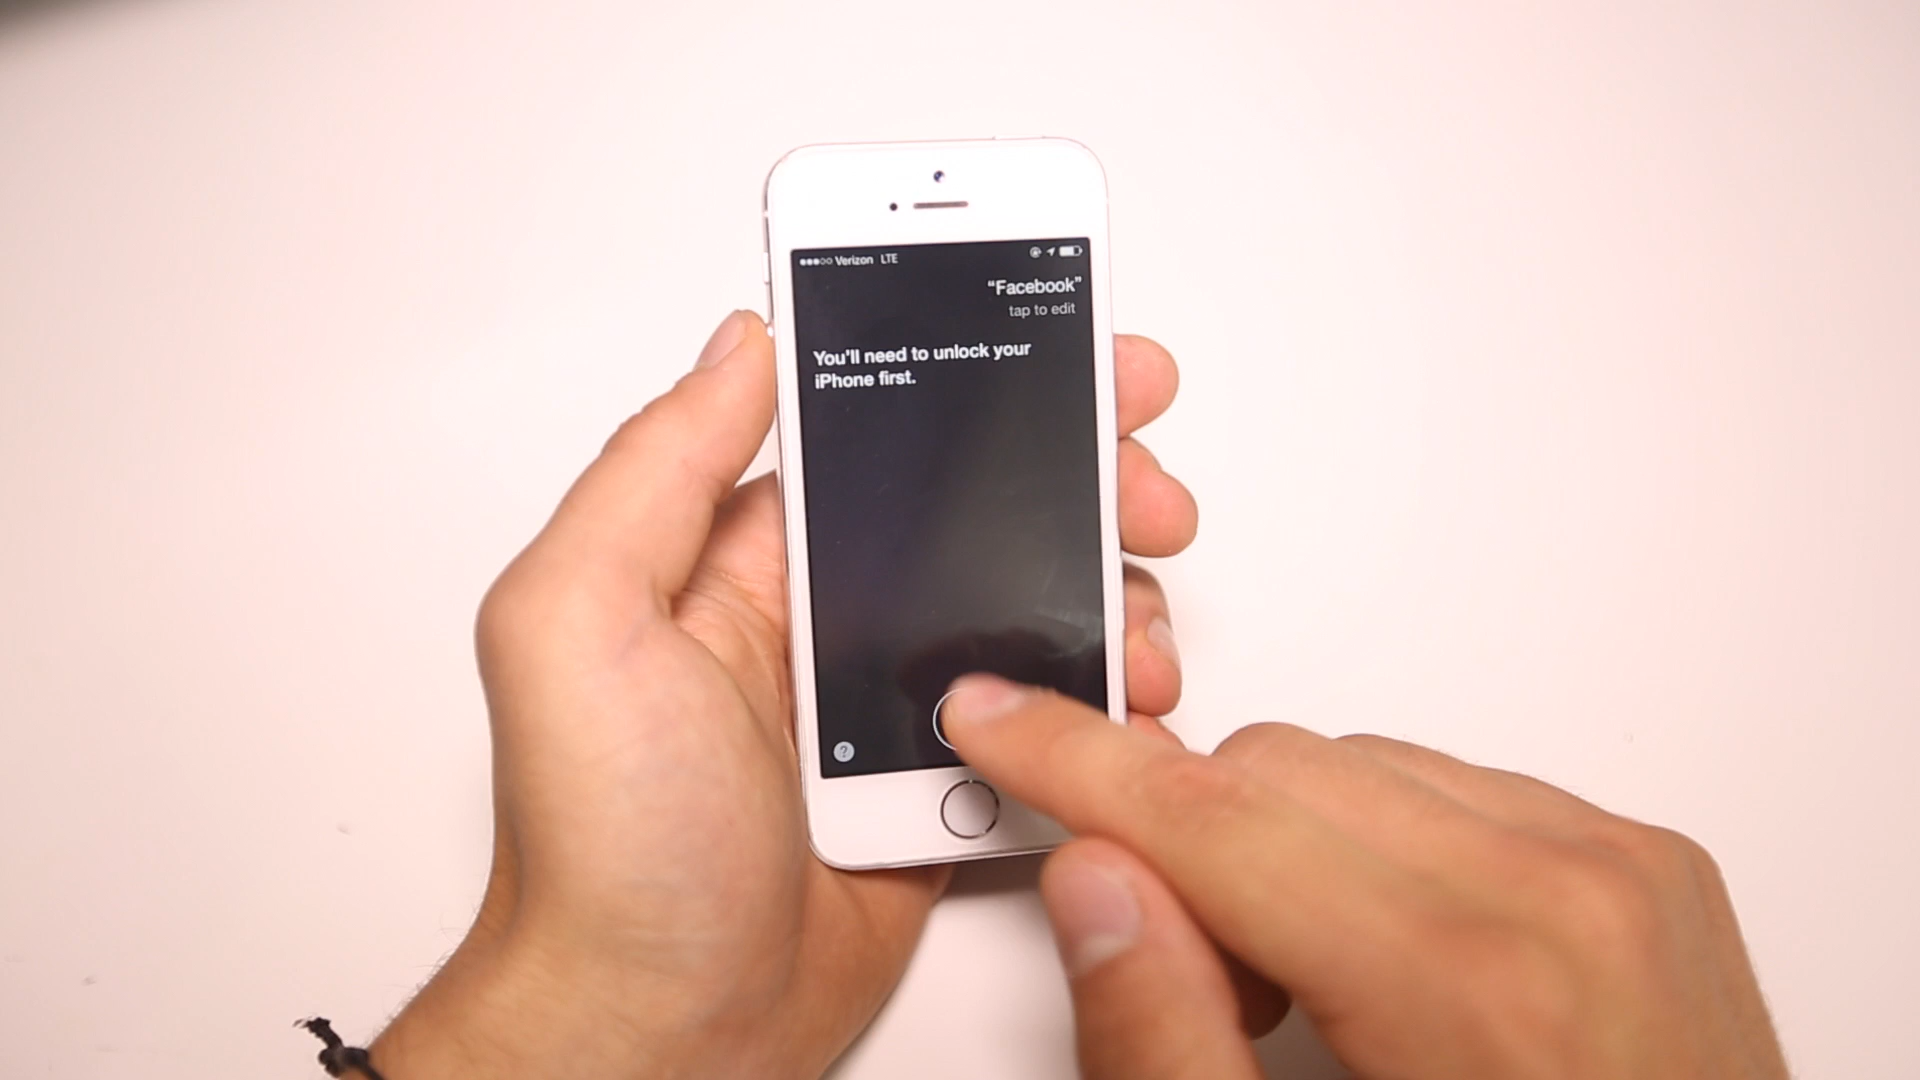 Verizon LTE
“Facebook”
tap to edit
You'll need to unlock your
iPhone first.
?